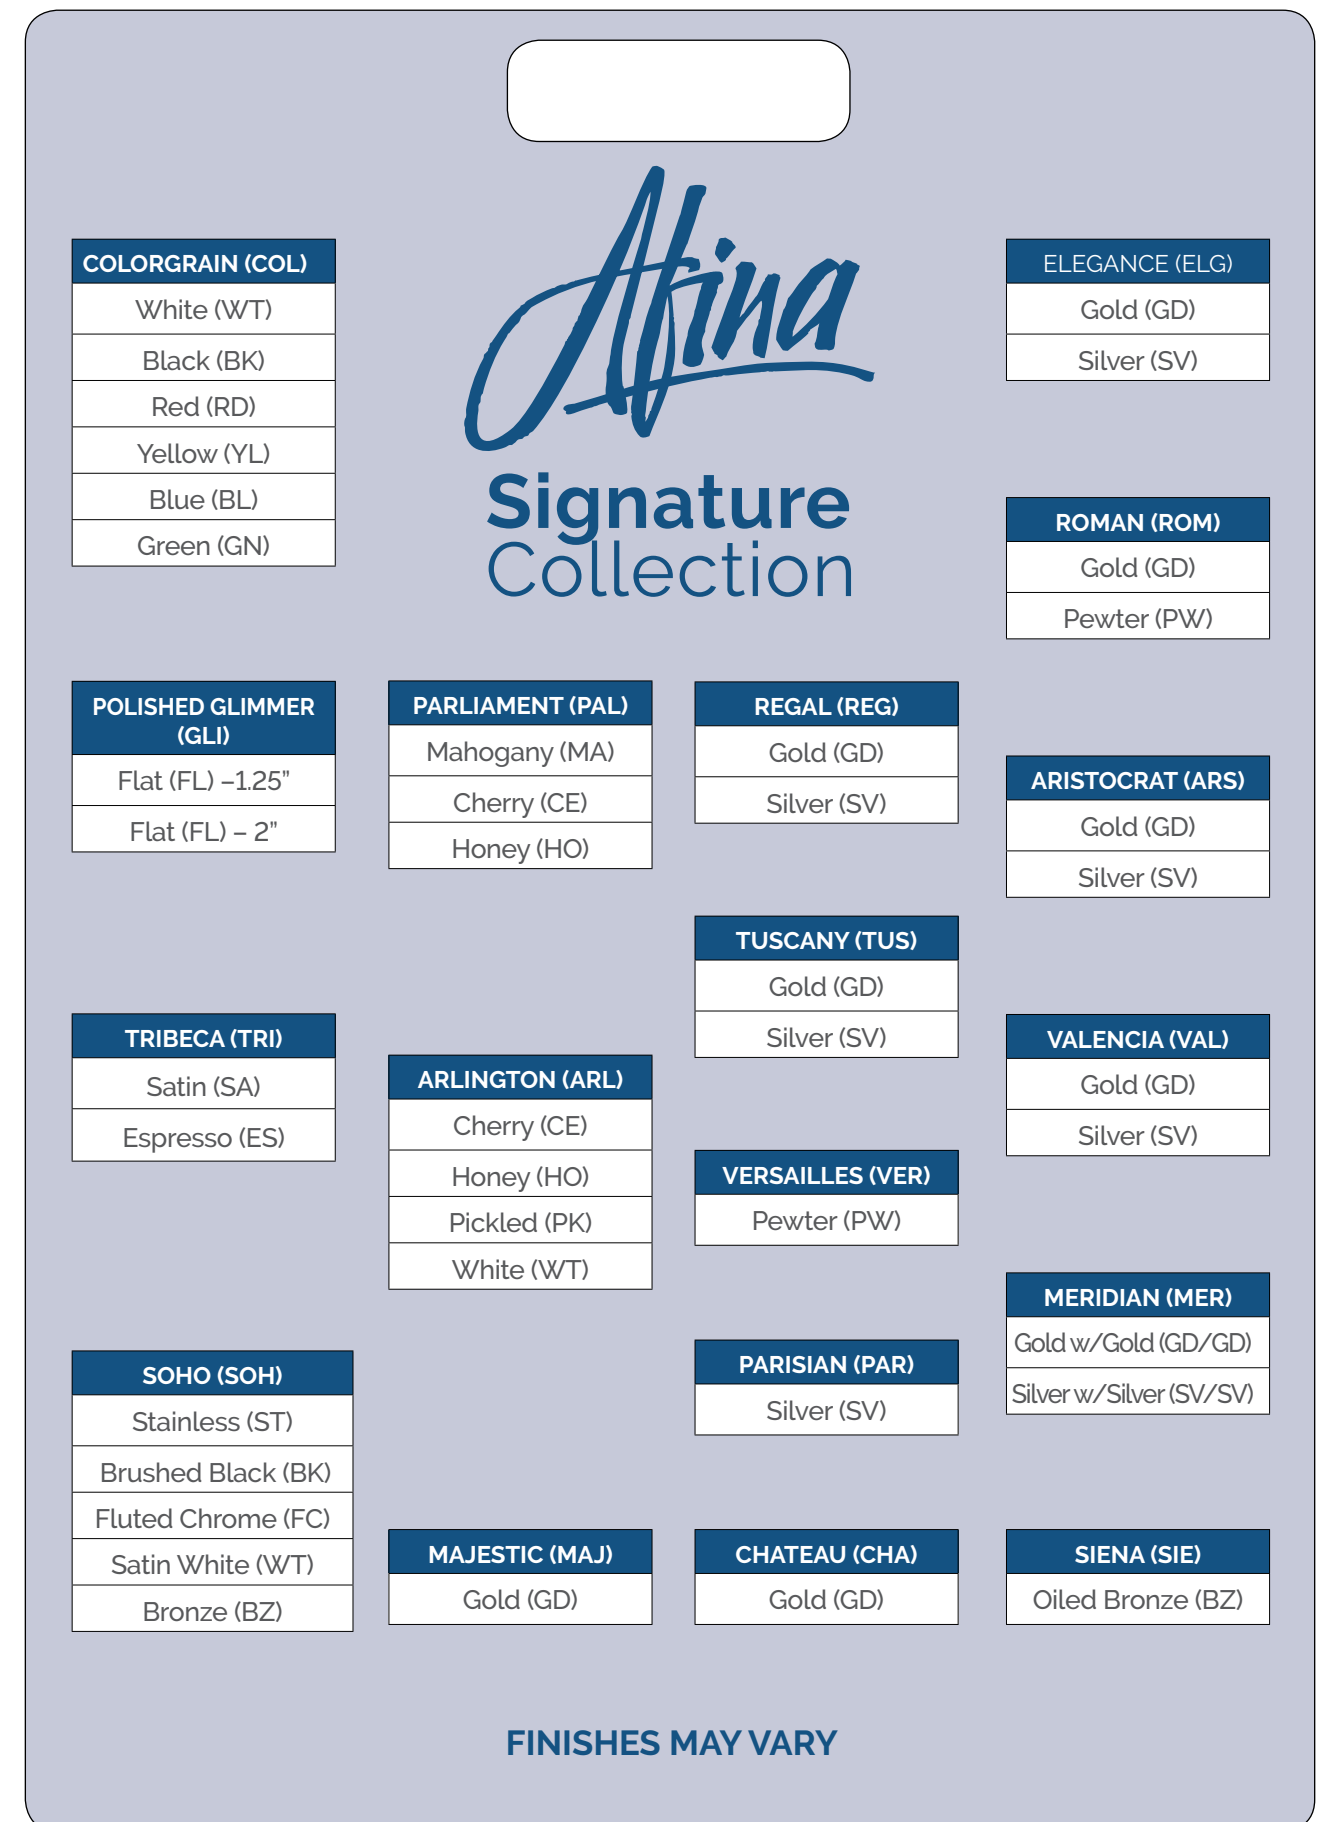 Afina
Signature
Collection
COLORGRAIN (COL)
White (WT)
Black (BK)
Red (RD)
Yellow (YL)
Blue (BL)
Green (GN)
POLISHED GLIMMER
(GLI)
Flat (FL) –1.25”
Flat (FL) – 2”
TRIBECA (TRI)
Satin (SA)
Espresso (ES)
SOHO (SOH)
Stainless (ST)
Brushed Black (BK)
Fluted Chrome (FC)
Satin White (WT)
Bronze (BZ)
PARLIAMENT (PAL)
Mahogany (MA)
Cherry (CE)
Honey (HO)
ARLINGTON (ARL)
Cherry (CE)
Honey (HO)
Pickled (PK)
White (WT)
MAJESTIC (MAJ)
Gold (GD)
REGAL (REG)
Gold (GD)
Silver (SV)
TUSCANY (TUS)
Gold (GD)
Silver (SV)
VERSAILLES (VER)
Pewter (PW)
PARISIAN (PAR)
Silver (SV)
CHATEAU (CHA)
Gold (GD)
ELEGANCE (ELG)
Gold (GD)
Silver (SV)
ROMAN (ROM)
Gold (GD)
Pewter (PW)
ARISTOCRAT (ARS)
Gold (GD)
Silver (SV)
VALENCIA (VAL)
Gold (GD)
Silver (SV)
MERIDIAN (MER)
Gold w/Gold (GD/GD)
Silver w/Silver (SV/SV)
SIENA (SIE)
Oiled Bronze (BZ)
FINISHES MAY VARY